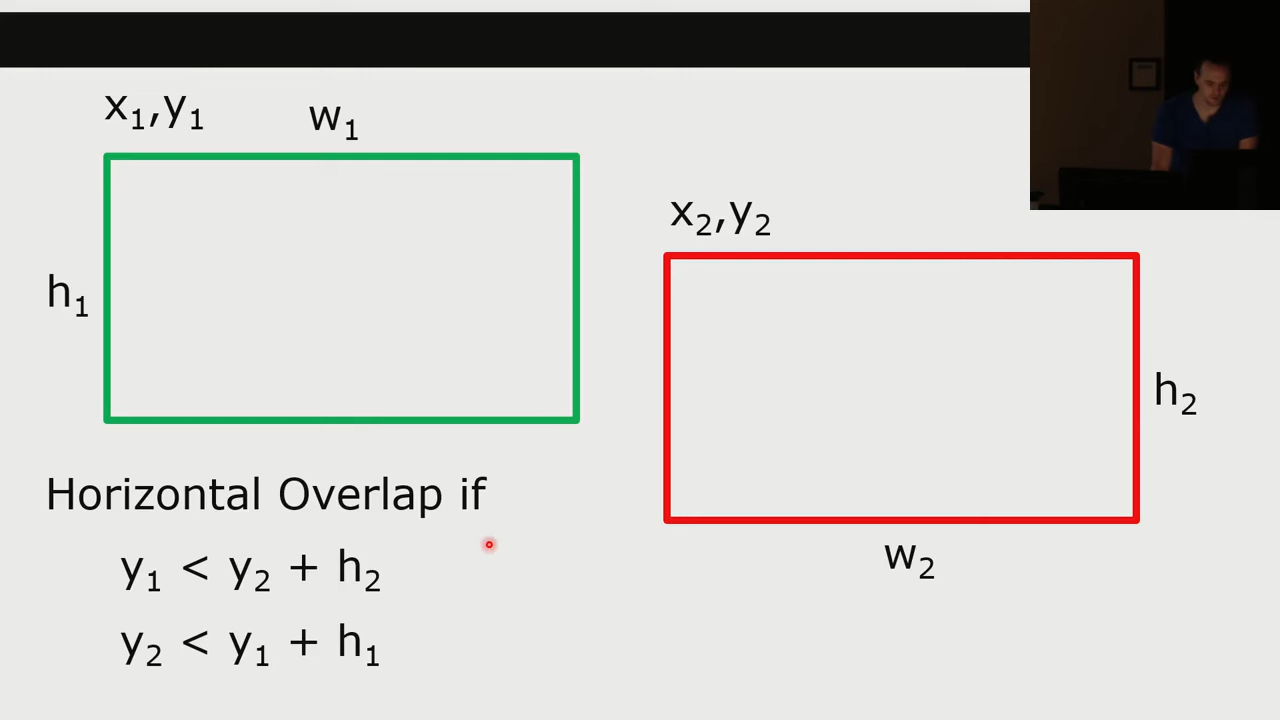 x₁,y₁
w₁
x₂,y₂
h₁
h₂
Horizontal Overlap if
w₂
y₁ < y₂ + h₂
y₂ < y₁ + h₁